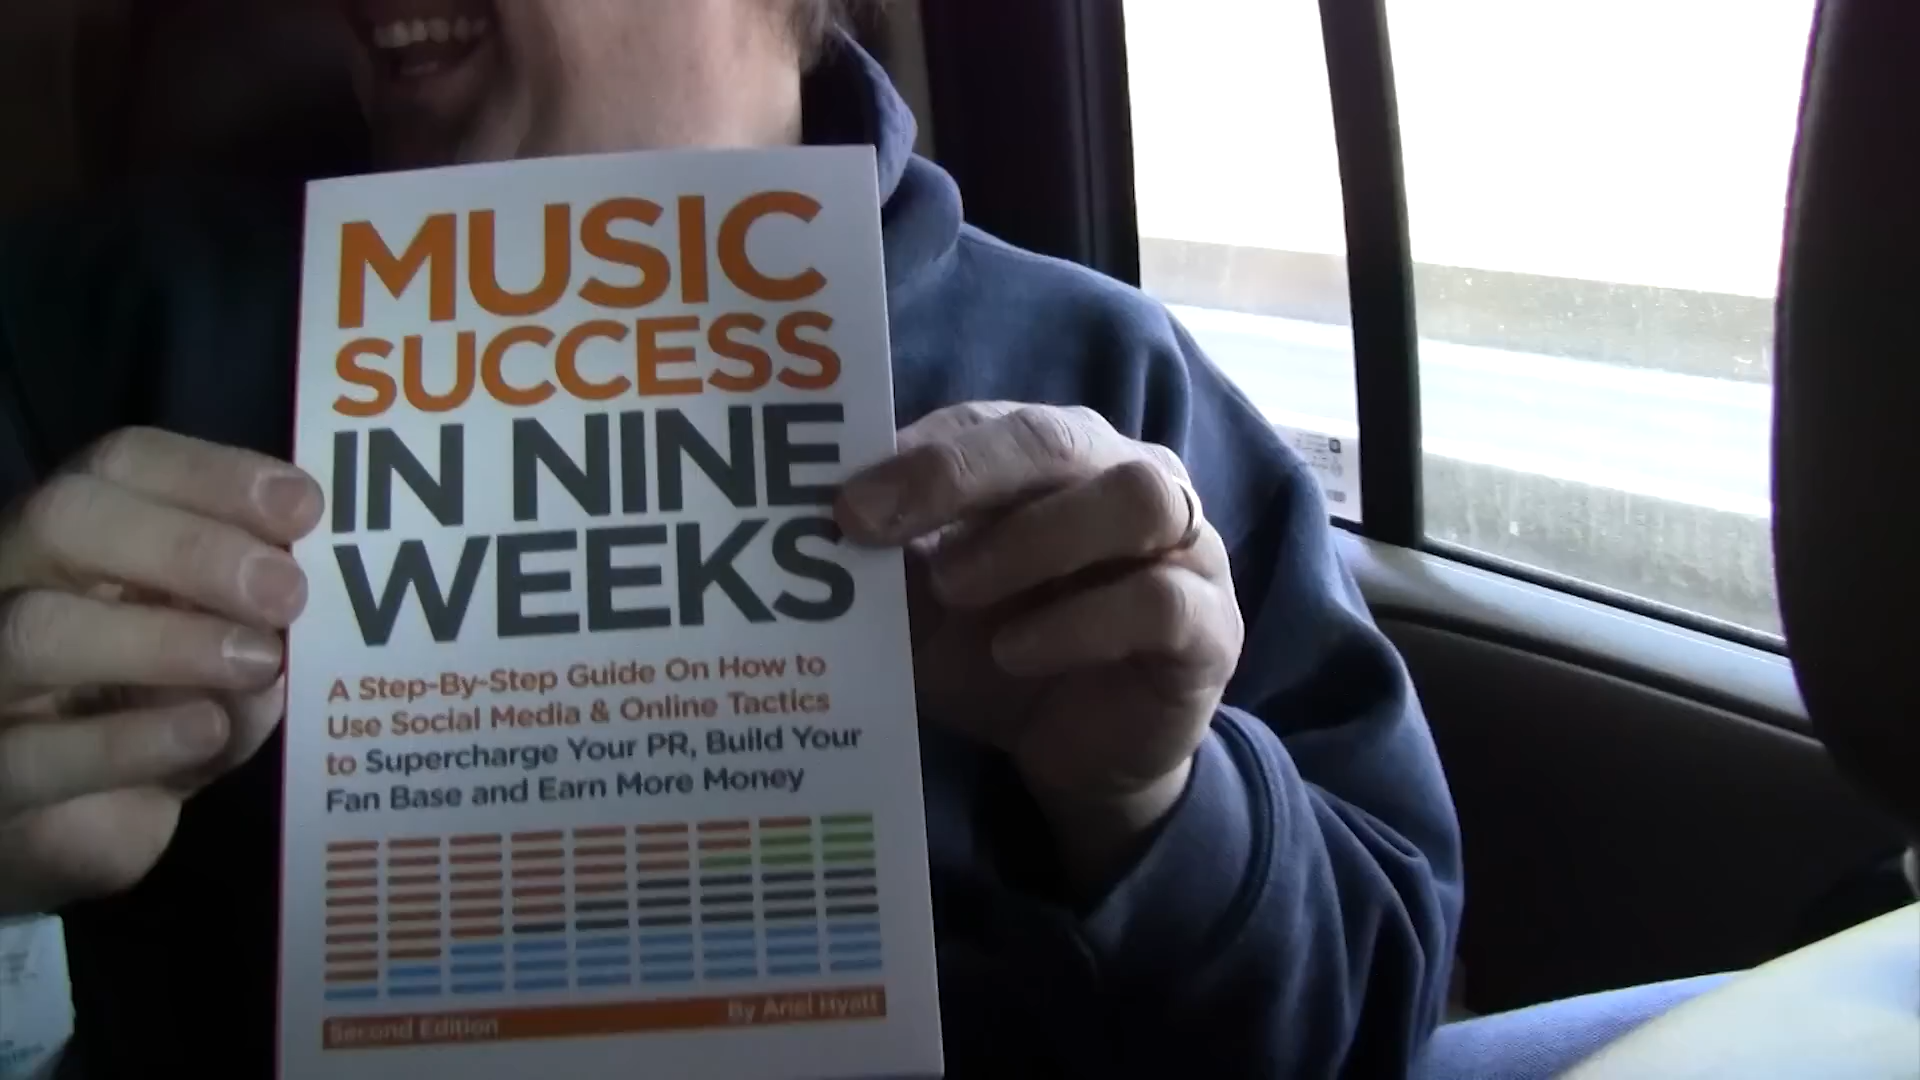 MUSIC
SUCCESS
IN NINE
WEEKS
A Step-By-Step Guide On How to
Use Social Media & Online Tactics
to Supercharge Your PR, Build Your
Fan Base and Earn More Money
Second Edition
By Ariel Hyatt